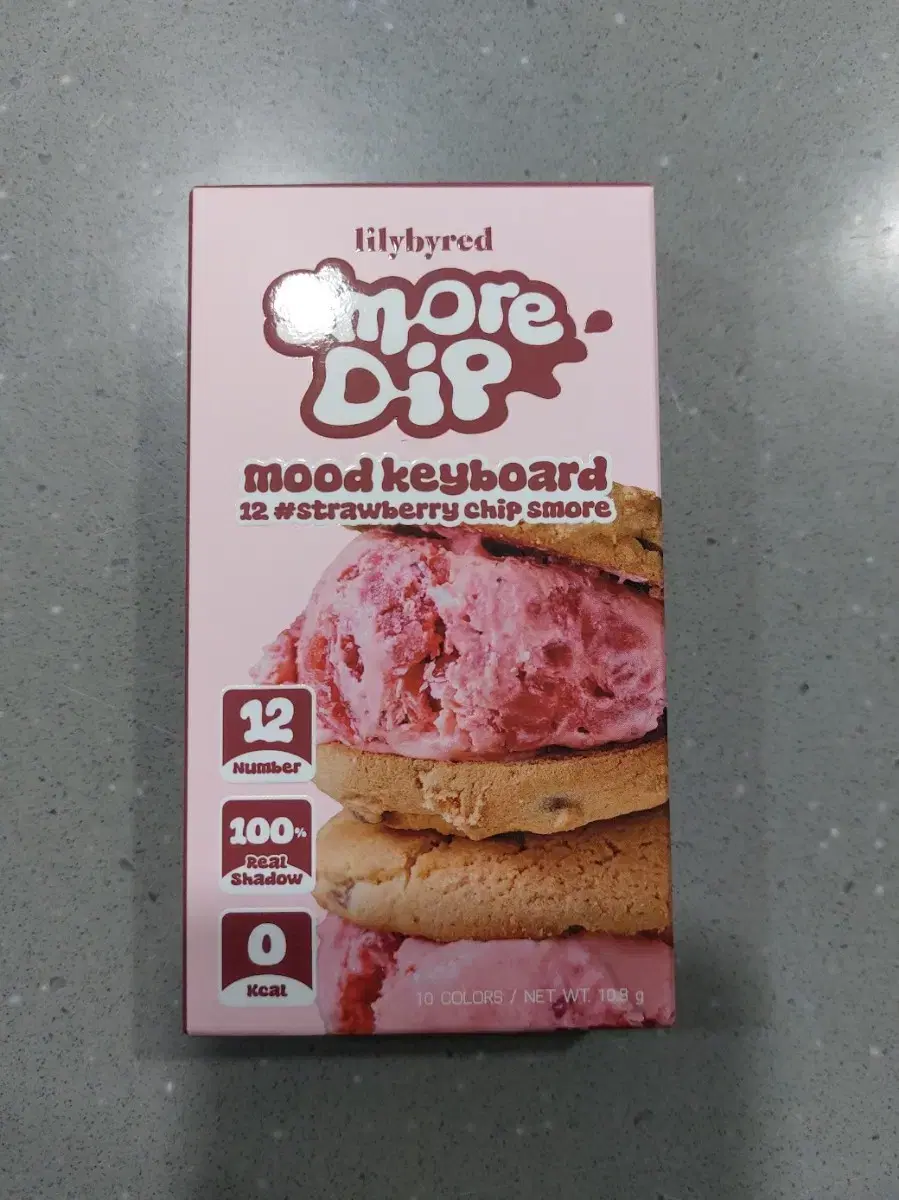 lilybyred
s'more
Dip
mood keyboard
12 #strawberry chip smore
12
Number
100%
Real
Shadow
0
Kcal
10 COLORS / NET WT. 10.8 g